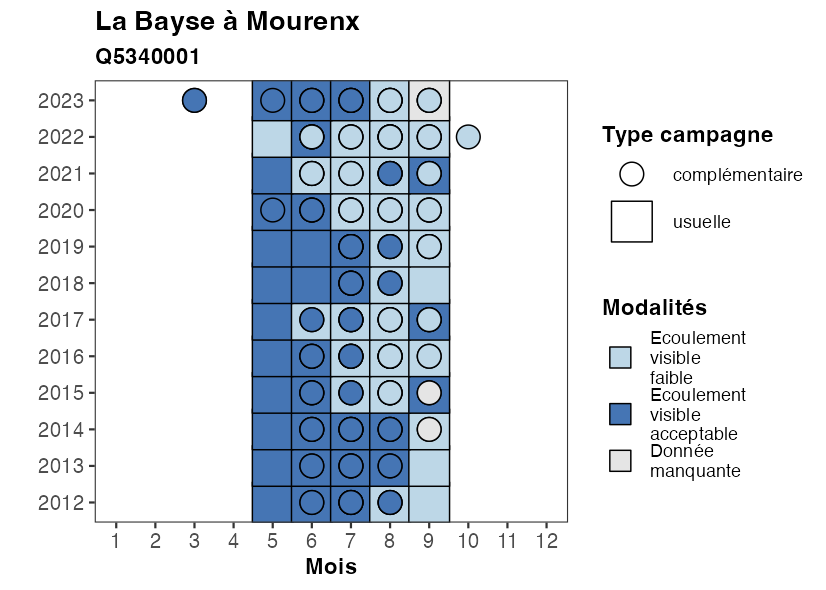 La Bayse à Mourenx
Q5340001
2023
2022
2021
2020
2019
2018
2017
2016
2015
2014
2013
2012
1 2 3 4 5 6 7 8 9 10 11 12
Mois
Type campagne
complémentaire
usuelle
Modalités
Ecoulement
visible
faible
Ecoulement
visible
acceptable
Donnée
manquante